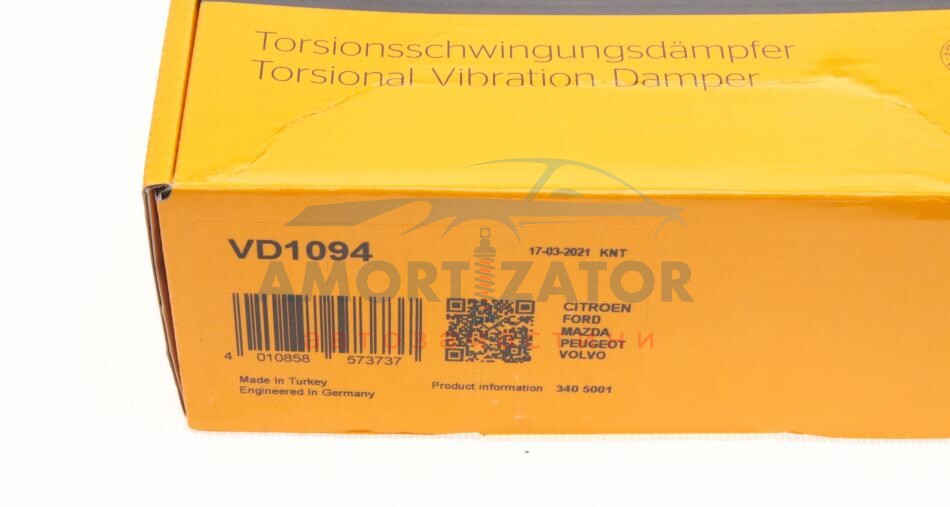 Torsionsschwingungsdämpfer
Torsional Vibration Damper
VD1094
17-03-2021 KNT
AMORTIZATOR
автозапчастини
CITROEN
FORD
MAZDA
PEUGEOT
VOLVO
4 010858 573737
Made In Turkey
Engineered In Germany
Product information 340 5001